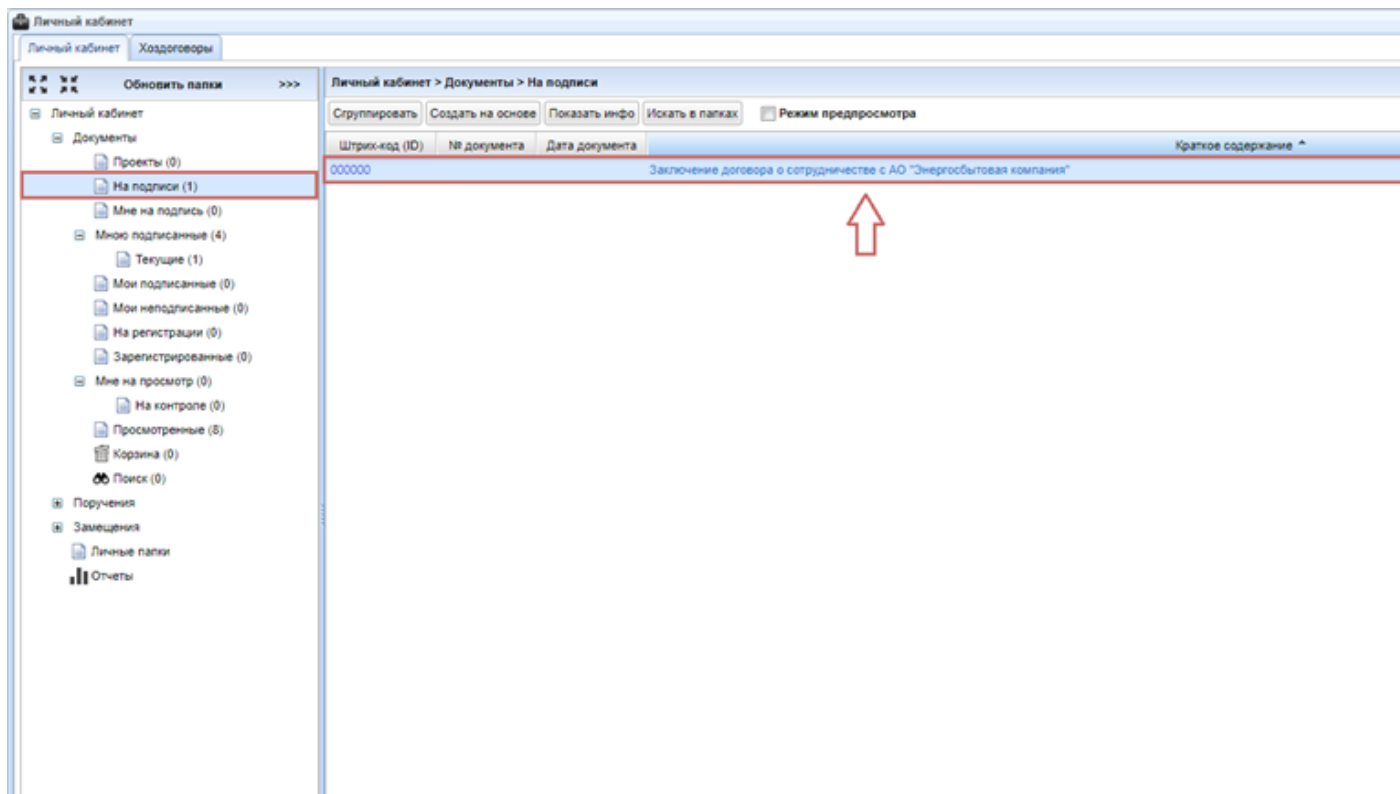 Личный кабинет
Личный кабинет Хоздоговоры
Обновить папки >>>
Личный кабинет
Документы
Проекты (0)
На подписи (1)
Мне на подпись (0)
Мною подписанные (4)
Текущие (1)
Мои подписанные (0)
Мои неподписанные (0)
На регистрации (0)
Зарегистрированные (0)
Мне на просмотр (0)
На контроле (0)
Просмотренные (8)
Корзина (0)
Поиск (0)
Поручения
Замещения
Личные папки
Отчеты
Личный кабинет > Документы > На подписи
Сгруппировать Создать на основе Показать инфо Искать в папках Режим предпросмотра
Штрих-код (ID) № документа Дата документа Краткое содержание
000000 Заключение договора о сотрудничестве с АО "Энергосбытовая компания"